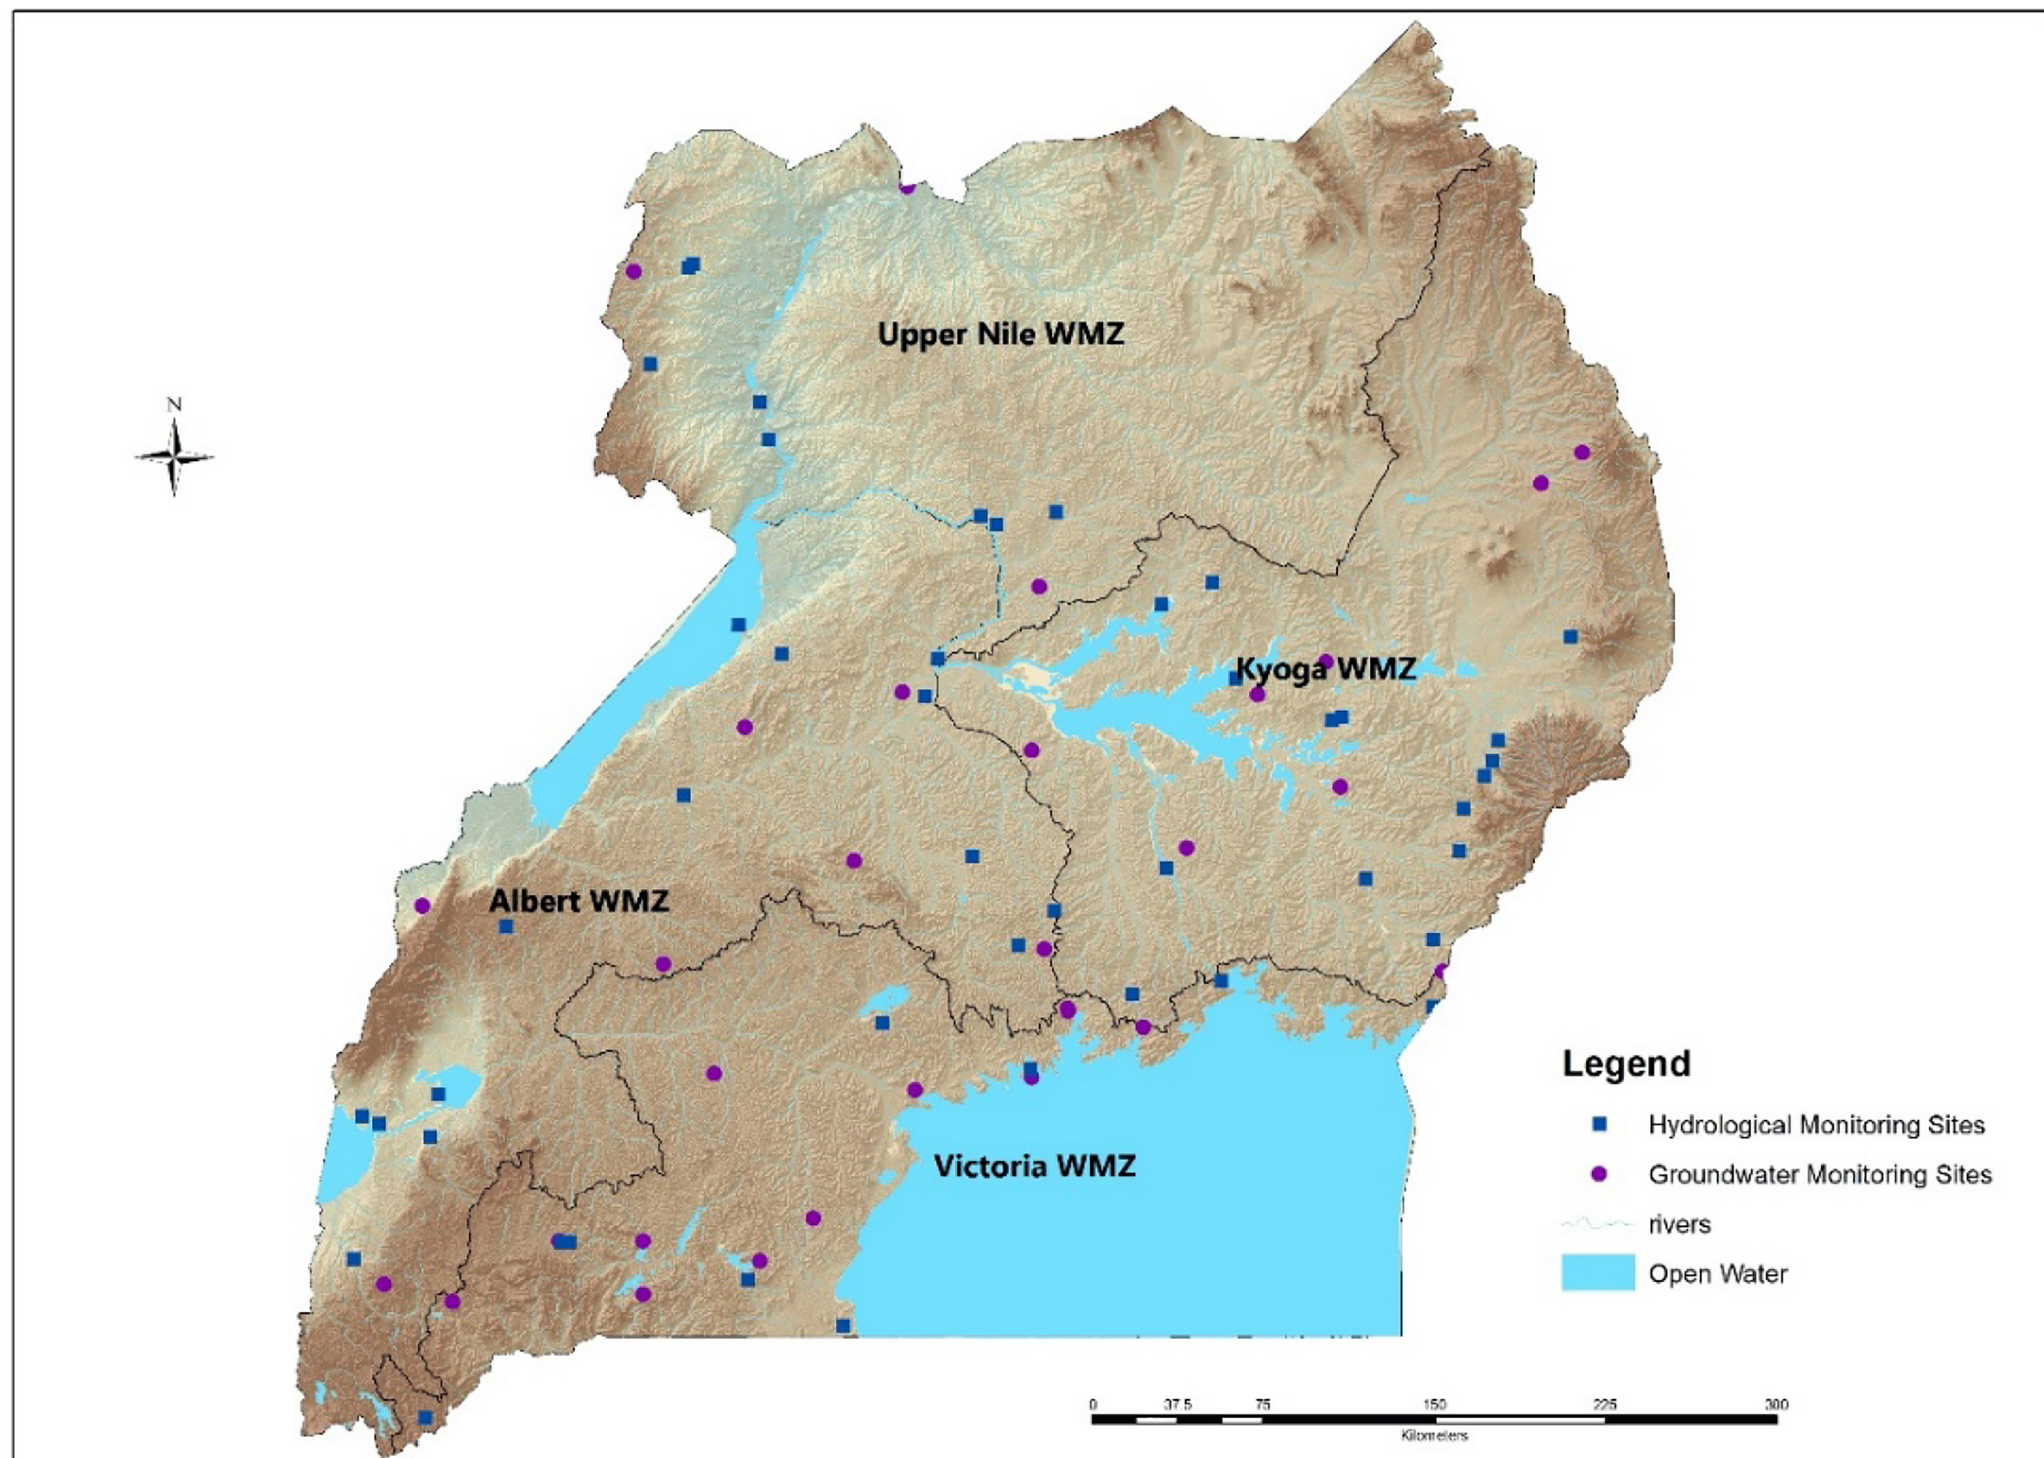 N
Upper Nile WMZ
Kyoga WMZ
Albert WMZ
Victoria WMZ
Legend
Hydrological Monitoring Sites
Groundwater Monitoring Sites
rivers
Open Water
0 37.5 75 150 225 300
Kilometers